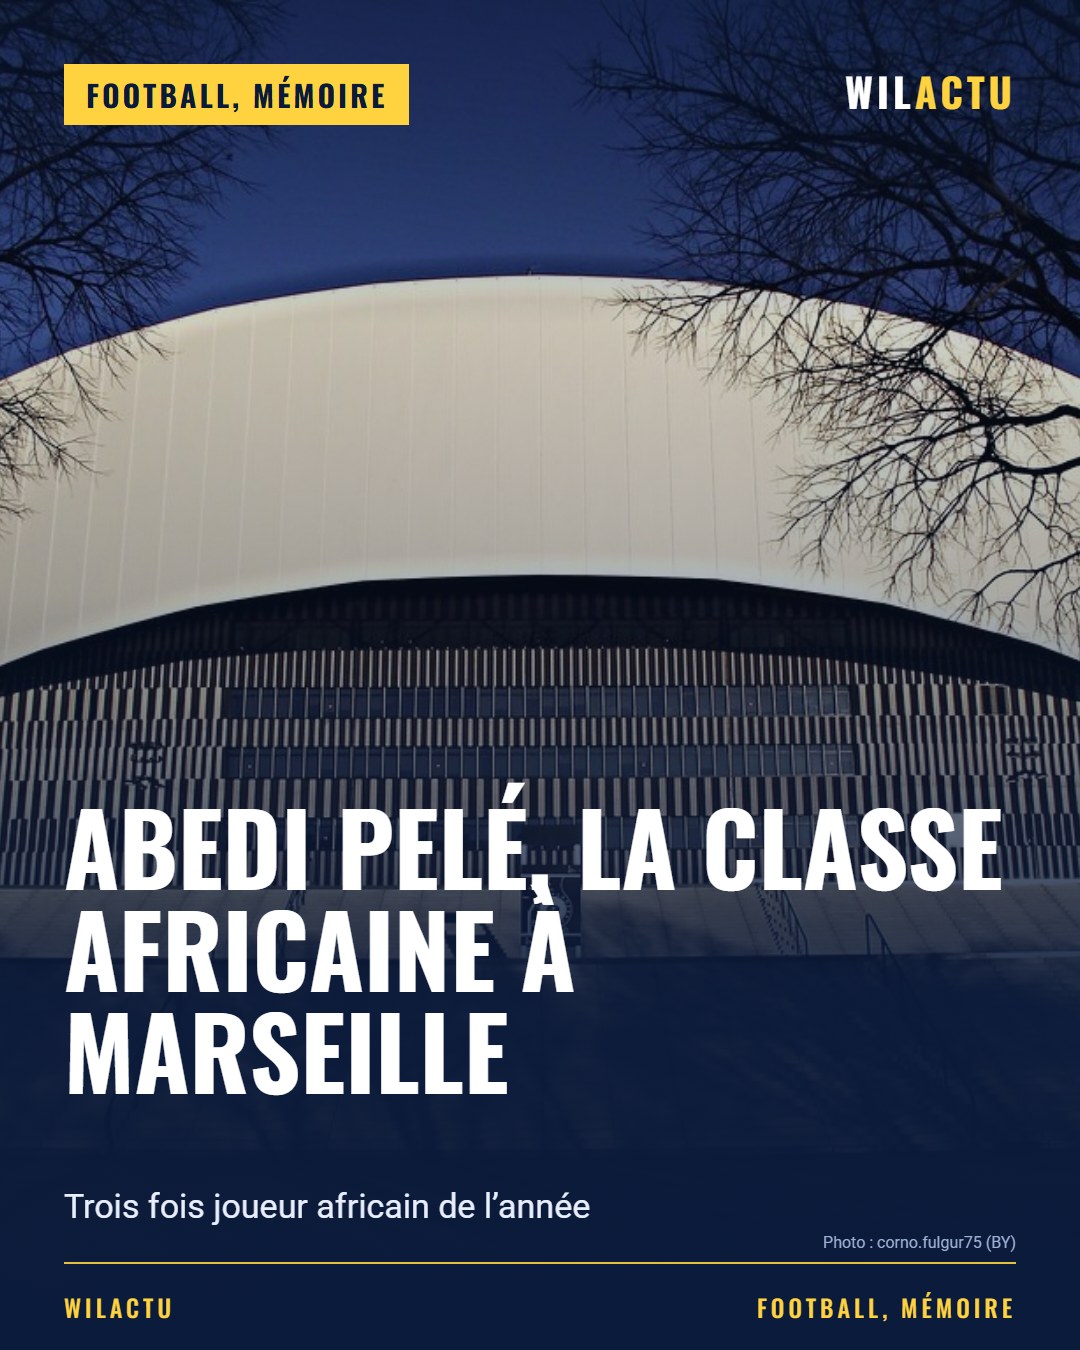 FOOTBALL, MÉMOIRE
WILACTU
ABEDI PELÉ, LA CLASSE
AFRICAINE À
MARSEILLE
Trois fois joueur africain de l’année
Photo : corno.fulgur75 (BY)
WILACTU
FOOTBALL, MÉMOIRE